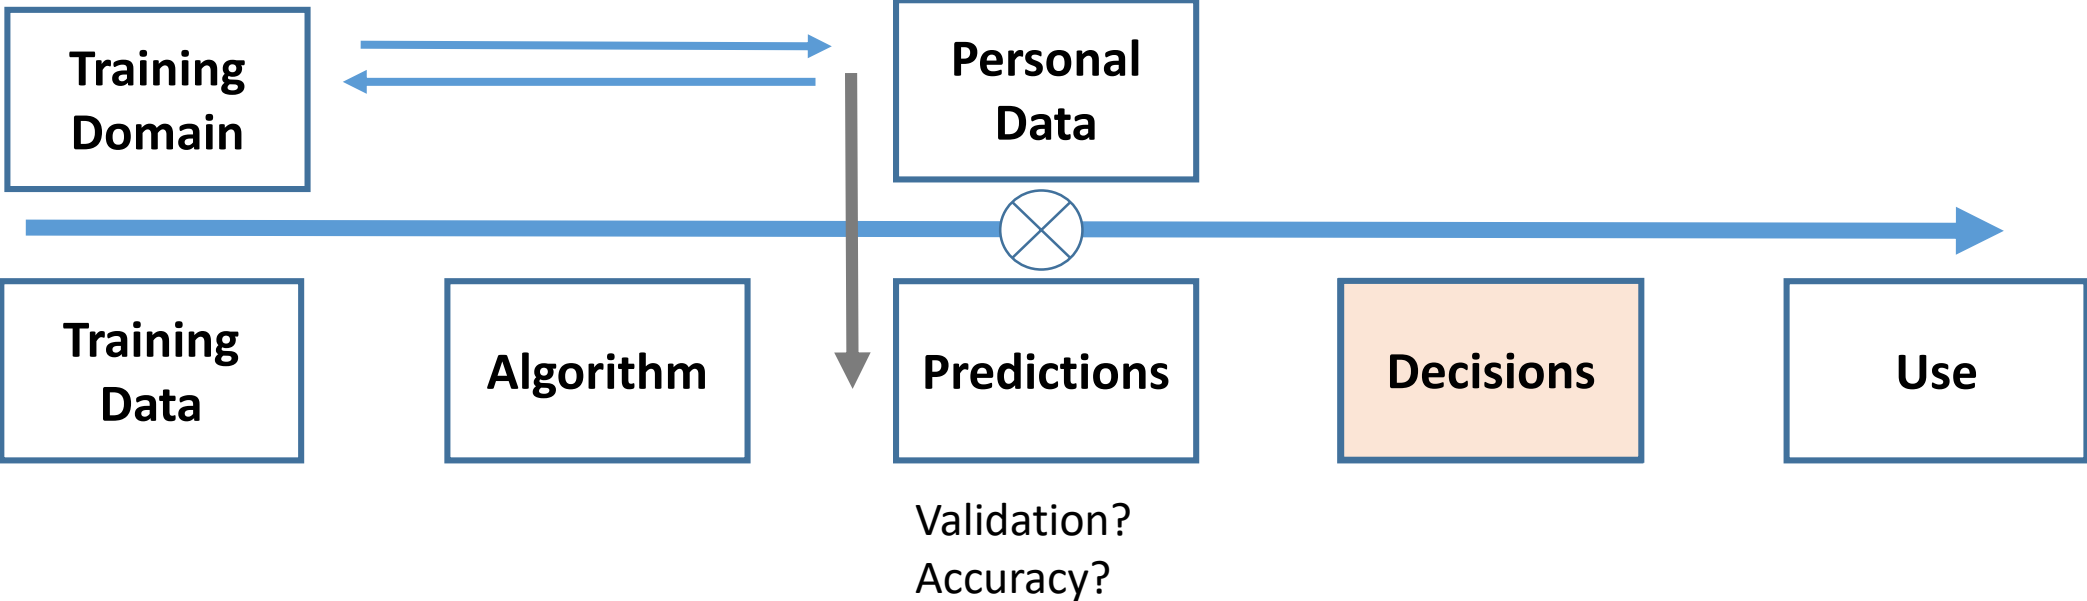 Training
Domain
Personal
Data
Training
Data
Algorithm
Predictions
Decisions
Use
Validation?
Accuracy?